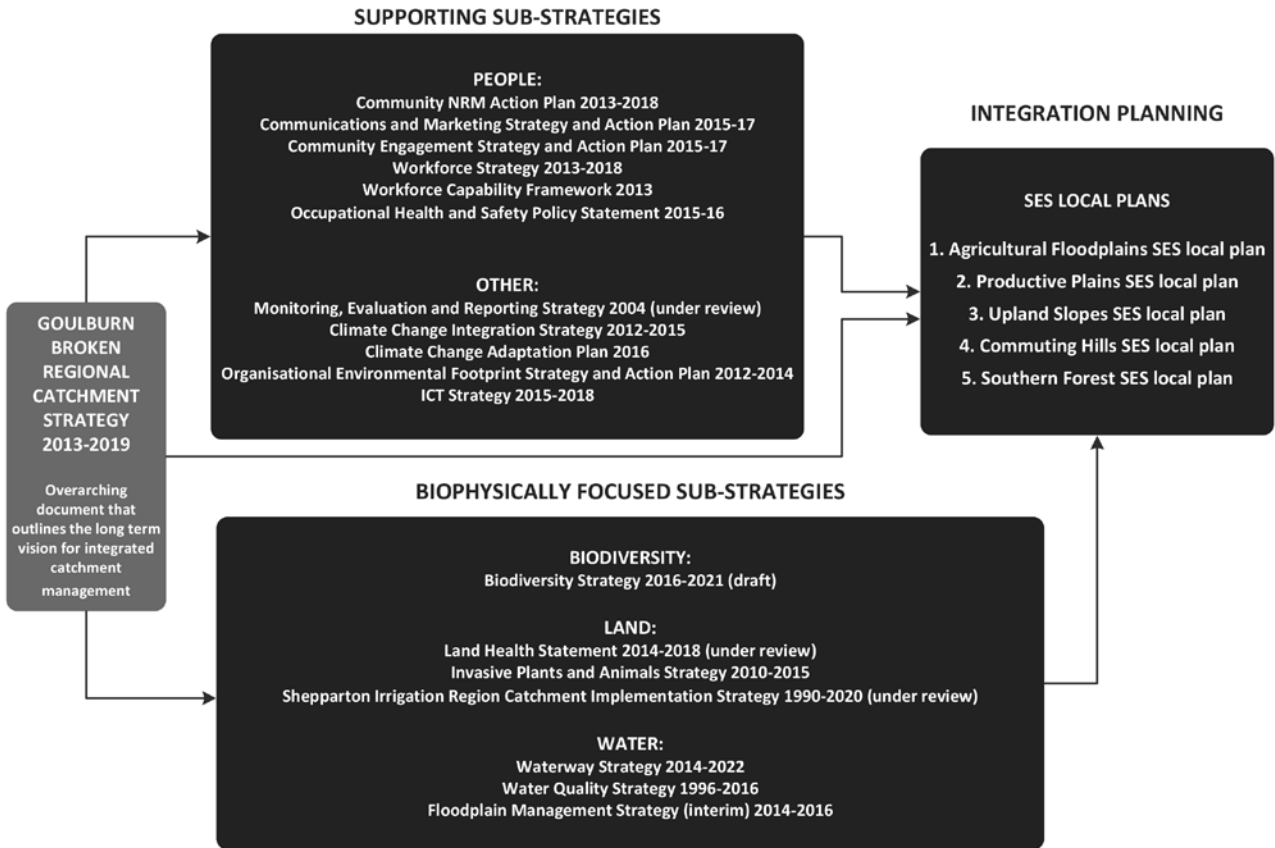 SUPPORTING SUB-STRATEGIES
PEOPLE:
Community NRM Action Plan 2013-2018
Communications and Marketing Strategy and Action Plan 2015-17
Community Engagement Strategy and Action Plan 2015-17
Workforce Strategy 2013-2018
Workforce Capability Framework 2013
Occupational Health and Safety Policy Statement 2015-16
OTHER:
Monitoring, Evaluation and Reporting Strategy 2004 (under review)
Climate Change Integration Strategy 2012-2015
Climate Change Adaptation Plan 2016
Organisational Environmental Footprint Strategy and Action Plan 2012-2014
ICT Strategy 2015-2018
INTEGRATION PLANNING
SES LOCAL PLANS
1. Agricultural Floodplains SES local plan
2. Productive Plains SES local plan
3. Upland Slopes SES local plan
4. Commuting Hills SES local plan
5. Southern Forest SES local plan
GOULBURN
BROKEN
REGIONAL
CATCHMENT
STRATEGY
2013-2019
Overarching
document that
outlines the long term
vision for integrated
catchment
management
BIOPHYSICALLY FOCUSED SUB-STRATEGIES
BIODIVERSITY:
Biodiversity Strategy 2016-2021 (draft)
LAND:
Land Health Statement 2014-2018 (under review)
Invasive Plants and Animals Strategy 2010-2015
Shepparton Irrigation Region Catchment Implementation Strategy 1990-2020 (under review)
WATER:
Waterway Strategy 2014-2022
Water Quality Strategy 1996-2016
Floodplain Management Strategy (interim) 2014-2016